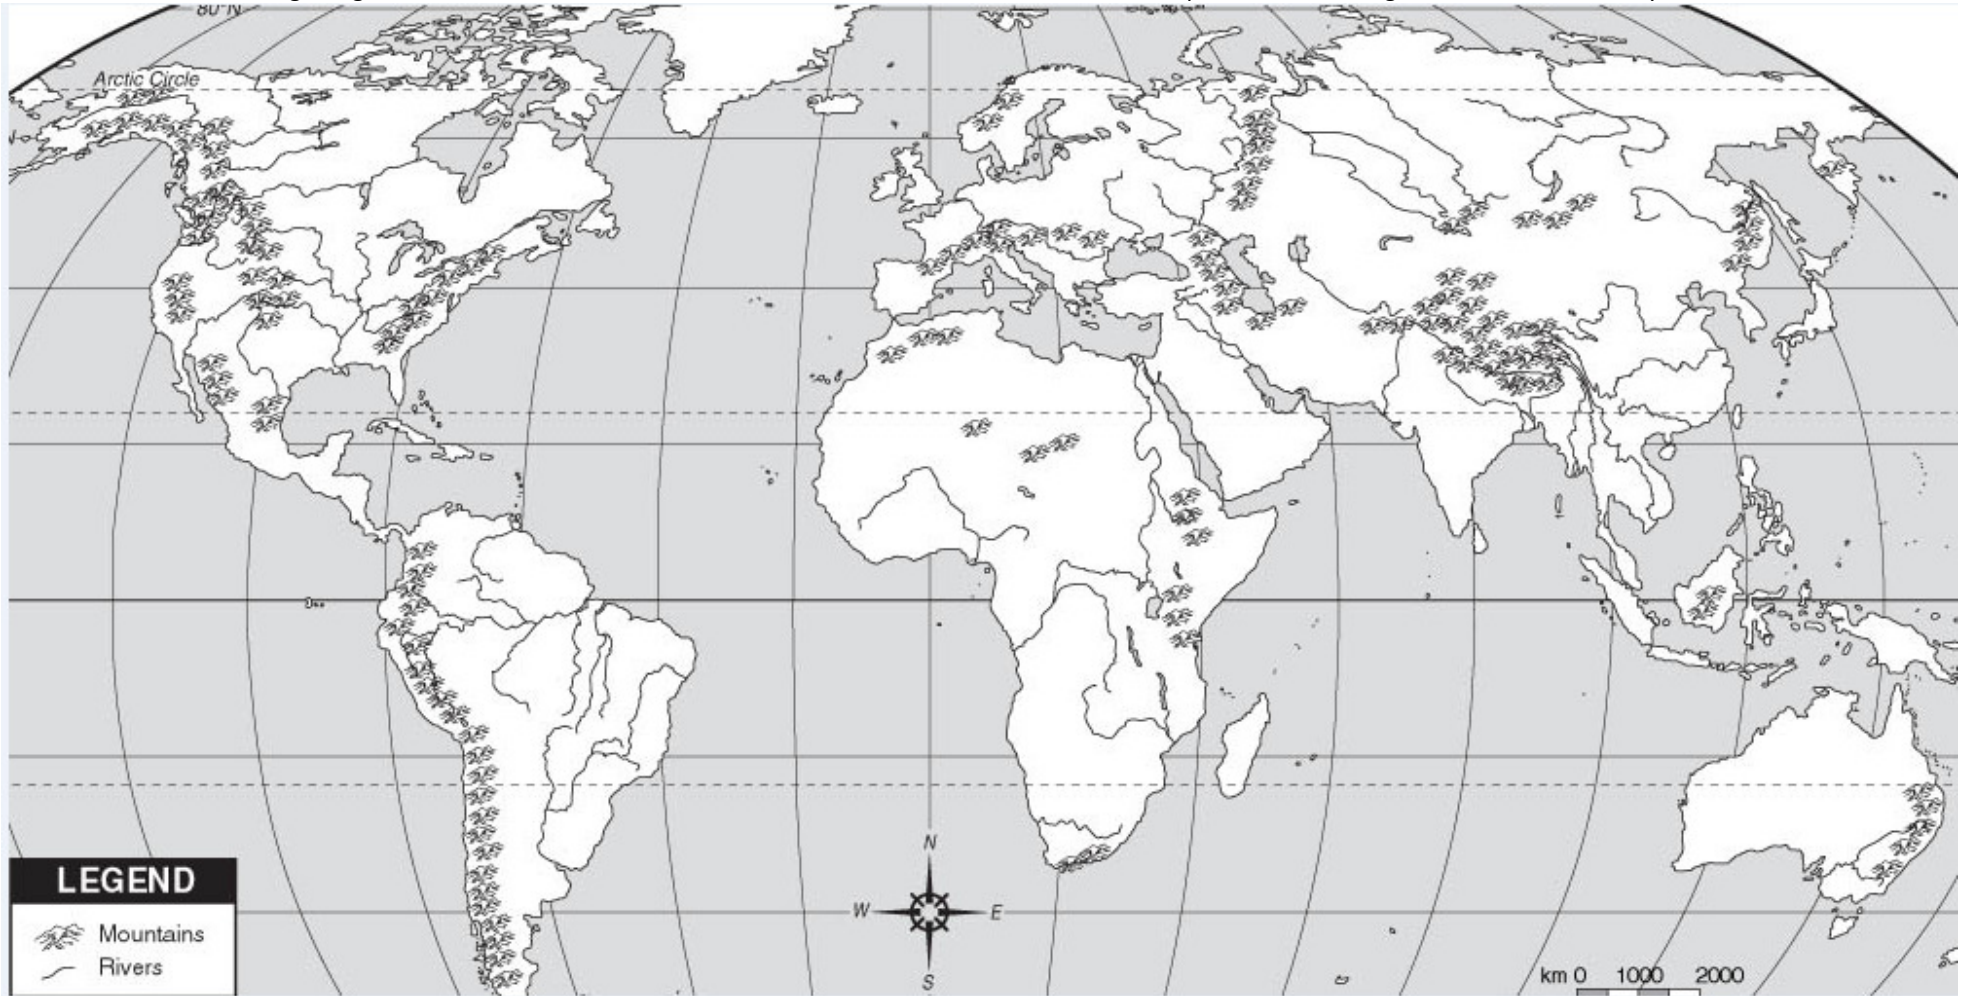 80°N
Arctic Circle
N
W
E
S
LEGEND
Mountains
Rivers
km 0 1000 2000